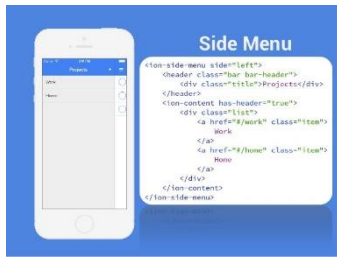 Side Menu
Projects
Work
Home
<ion-side-menu side="left">
<header class="bar bar-header">
<div class="title">Projects</div>
</header>
<ion-content has-header="true">
<div class="list">
<a href="#/work" class="item">
Work
</a>
<a href="#/home" class="item">
Home
</a>
</div>
</ion-content>
</ion-side-menu>